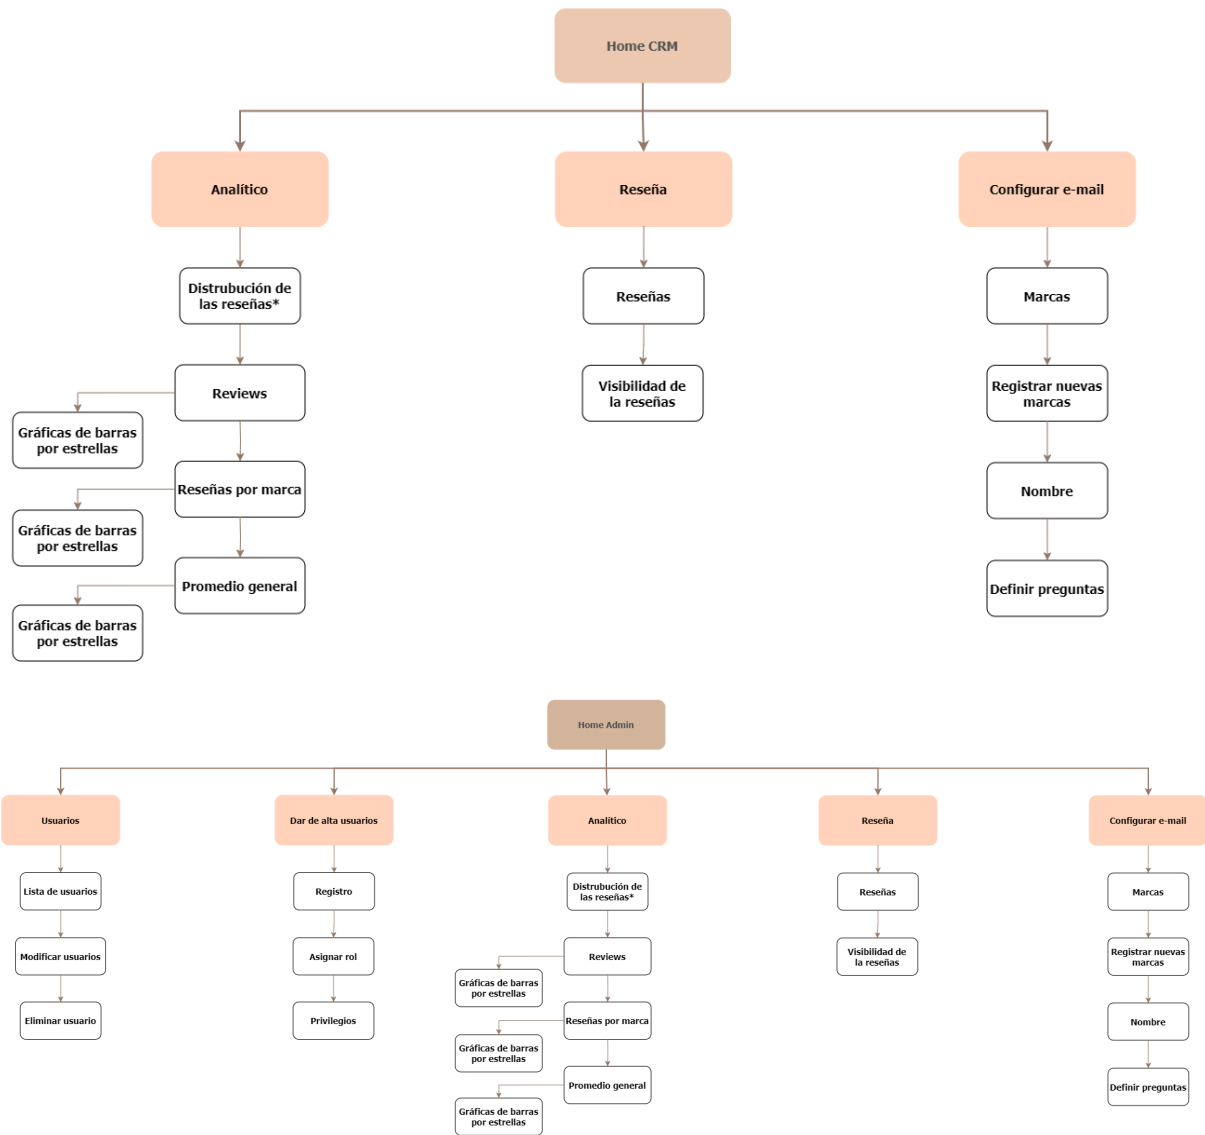 Home CRM
Analítico
Reseña
Configurar e-mail
Distrubución de
las reseñas*
Reseñas
Marcas
Reviews
Visibilidad de
la reseñas
Registrar nuevas
marcas
Gráficas de barras
por estrellas
Reseñas por marca
Nombre
Gráficas de barras
por estrellas
Promedio general
Definir preguntas
Gráficas de barras
por estrellas
Home Admin
Usuarios
Dar de alta usuarios
Analítico
Reseña
Configurar e-mail
Lista de usuarios
Registro
Distrubución de
las reseñas*
Reseñas
Marcas
Modificar usuarios
Asignar rol
Reviews
Visibilidad de
la reseñas
Registrar nuevas
marcas
Gráficas de barras
por estrellas
Eliminar usuario
Privilegios
Reseñas por marca
Nombre
Gráficas de barras
por estrellas
Promedio general
Definir preguntas
Gráficas de barras
por estrellas